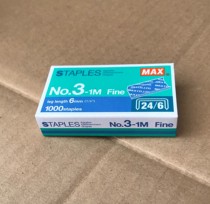 STAPLES
MAX
No.3-1M Fine
leg length 6mm
1000staples
24/6
STAPLES
No.3-1M Fine